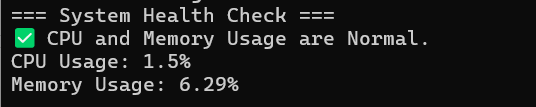 === System Health Check ===
✅ CPU and Memory Usage are Normal.
CPU Usage: 1.5%
Memory Usage: 6.29%